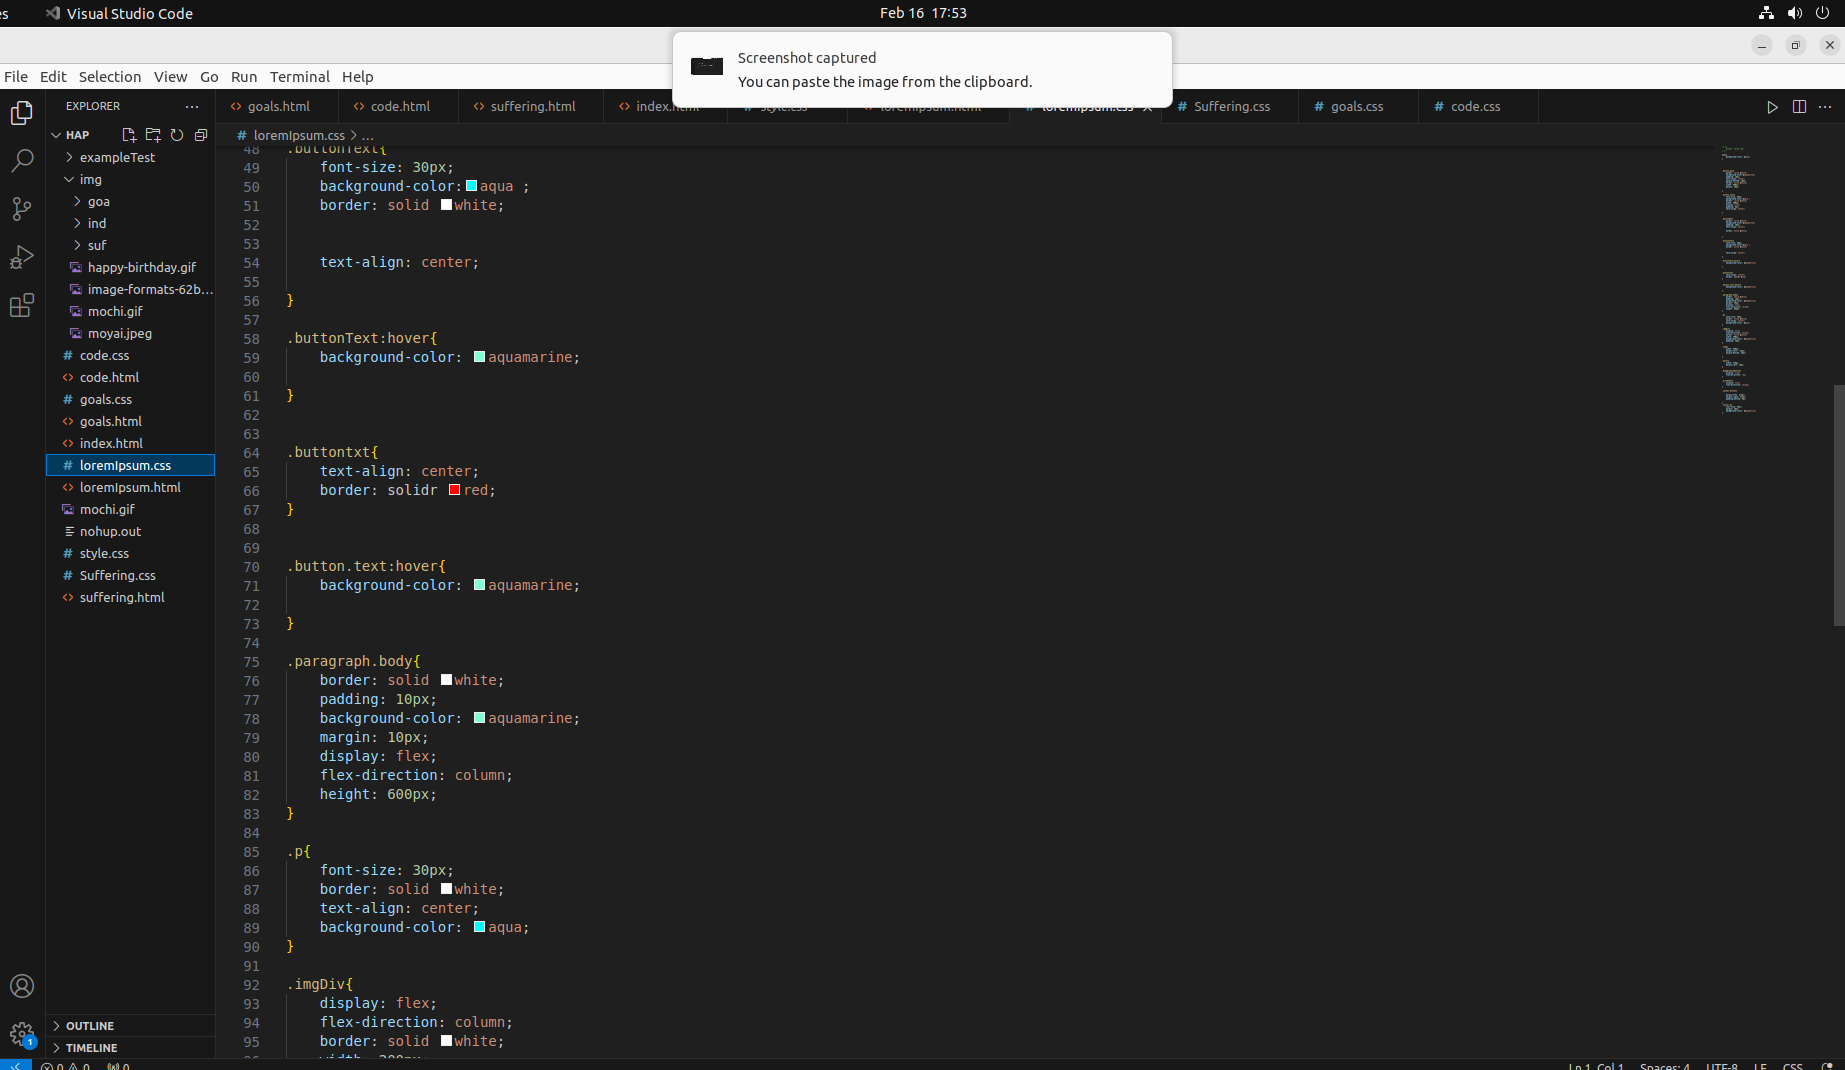 es Visual Studio Code Feb 16 17:53
Screenshot captured
You can paste the image from the clipboard.
File Edit Selection View Go Run Terminal Help
EXPLORER
goals.html code.html suffering.html index.html style.css loremIpsum.html loremIpsum.css Suffering.css goals.css code.css
HAP
# loremIpsum.css > ...
exampleTest
img
goa
ind
suf
happy-birthday.gif
image-formats-62b...
mochi.gif
moyai.jpeg
# code.css
code.html
# goals.css
goals.html
index.html
# loremIpsum.css
loremIpsum.html
mochi.gif
nohup.out
# style.css
# Suffering.css
suffering.html
OUTLINE
TIMELINE
48 .buttonText{
49 font-size: 30px;
50 background-color: aqua ;
51 border: solid white;
52
53
54 text-align: center;
55
56 }
57
58 .buttonText:hover{
59 background-color: aquamarine;
60
61 }
62
63
64 .buttontxt{
65 text-align: center;
66 border: solidr red;
67 }
68
69
70 .button.text:hover{
71 background-color: aquamarine;
72
73 }
74
75 .paragraph.body{
76 border: solid white;
77 padding: 10px;
78 background-color: aquamarine;
79 margin: 10px;
80 display: flex;
81 flex-direction: column;
82 height: 600px;
83 }
84
85 .p{
86 font-size: 30px;
87 border: solid white;
88 text-align: center;
89 background-color: aqua;
90 }
91
92 .imgDiv{
93 display: flex;
94 flex-direction: column;
95 border: solid white;
96 width: 200px;
1
0 0 0 Ln 1, Col 1 Spaces: 4 UTF-8 LF CSS